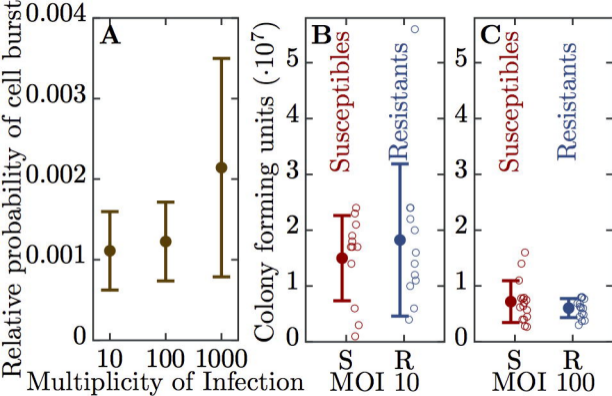 A
Relative probability of cell burst
0.004
0.003
0.002
0.001
0
10 100 1000
Multiplicity of Infection
B
Colony forming units (·10⁷)
5
4
3
2
1
0
Susceptibles
Resistants
S R
MOI 10
C
5
4
3
2
1
0
Susceptibles
Resistants
S R
MOI 100